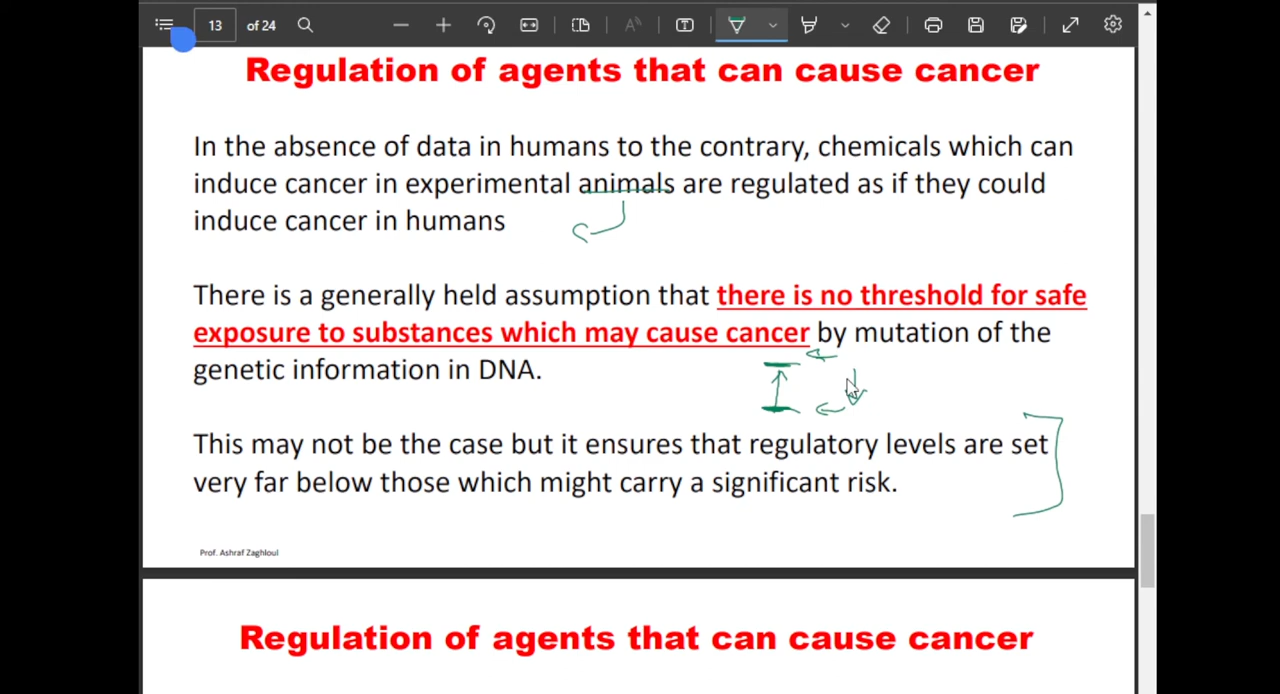 13 of 24
Regulation of agents that can cause cancer
In the absence of data in humans to the contrary, chemicals which can
induce cancer in experimental animals are regulated as if they could
induce cancer in humans
There is a generally held assumption that there is no threshold for safe
exposure to substances which may cause cancer by mutation of the
genetic information in DNA.
This may not be the case but it ensures that regulatory levels are set
very far below those which might carry a significant risk.
Prof. Ashraf Zaghloul
Regulation of agents that can cause cancer